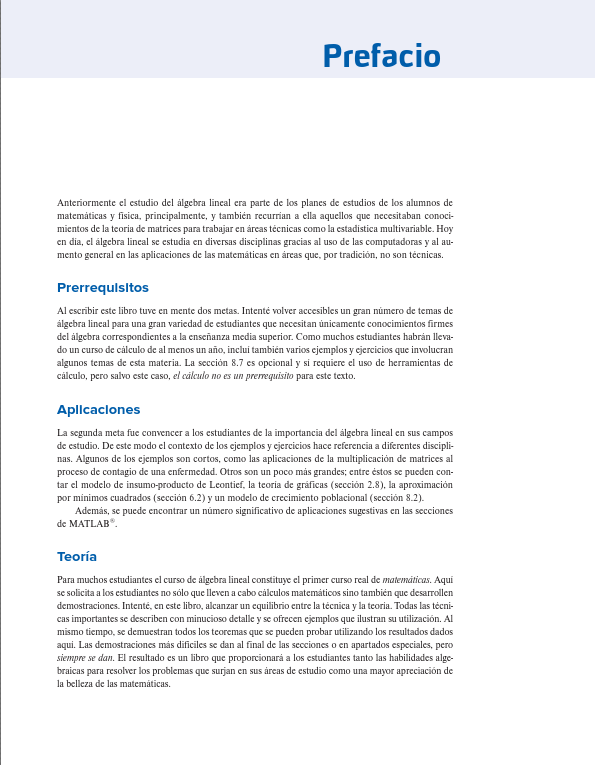 Prefacio
Anteriormente el estudio del álgebra lineal era parte de los planes de estudios de los alumnos de
matemáticas y física, principalmente, y también recurrían a ella aquellos que necesitaban conoci-
mientos de la teoría de matrices para trabajar en áreas técnicas como la estadística multivariable. Hoy
en día, el álgebra lineal se estudia en diversas disciplinas gracias al uso de las computadoras y al au-
mento general en las aplicaciones de las matemáticas en áreas que, por tradición, no son técnicas.
Prerrequisitos
Al escribir este libro tuve en mente dos metas. Intenté volver accesibles un gran número de temas de
álgebra lineal para una gran variedad de estudiantes que necesitan únicamente conocimientos firmes
del álgebra correspondientes a la enseñanza media superior. Como muchos estudiantes habrán lleva-
do un curso de cálculo de al menos un año, incluí también varios ejemplos y ejercicios que involucran
algunos temas de esta materia. La sección 8.7 es opcional y sí requiere el uso de herramientas de
cálculo, pero salvo este caso, el cálculo no es un prerrequisito para este texto.
Aplicaciones
La segunda meta fue convencer a los estudiantes de la importancia del álgebra lineal en sus campos
de estudio. De este modo el contexto de los ejemplos y ejercicios hace referencia a diferentes discipli-
nas. Algunos de los ejemplos son cortos, como las aplicaciones de la multiplicación de matrices al
proceso de contagio de una enfermedad. Otros son un poco más grandes; entre éstos se pueden con-
tar el modelo de insumo-producto de Leontief, la teoría de gráficas (sección 2.8), la aproximación
por mínimos cuadrados (sección 6.2) y un modelo de crecimiento poblacional (sección 8.2).
Además, se puede encontrar un número significativo de aplicaciones sugestivas en las secciones
de MATLAB®.
Teoría
Para muchos estudiantes el curso de álgebra lineal constituye el primer curso real de matemáticas. Aquí
se solicita a los estudiantes no sólo que lleven a cabo cálculos matemáticos sino también que desarrollen
demostraciones. Intenté, en este libro, alcanzar un equilibrio entre la técnica y la teoría. Todas las técni-
cas importantes se describen con minucioso detalle y se ofrecen ejemplos que ilustran su utilización. Al
mismo tiempo, se demuestran todos los teoremas que se pueden probar utilizando los resultados dados
aquí. Las demostraciones más difíciles se dan al final de las secciones o en apartados especiales, pero
siempre se dan. El resultado es un libro que proporcionará a los estudiantes tanto las habilidades alge-
braicas para resolver los problemas que surjan en sus áreas de estudio como una mayor apreciación de
la belleza de las matemáticas.